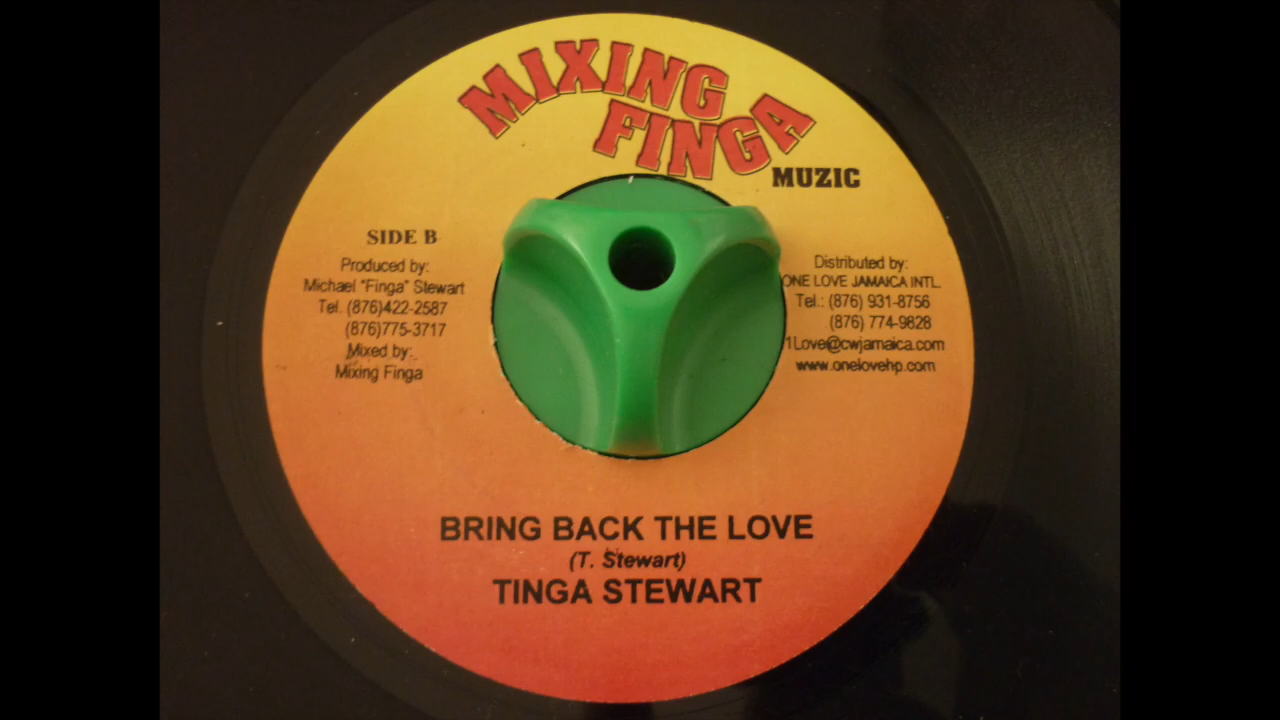 MIXING
FINGA
MUZIC
SIDE B
Produced by:
Michael "Finga" Stewart
Tel. (876)422-2587
(876)775-3717
Mixed by:
Mixing Finga
Distributed by:
ONE LOVE JAMAICA INTL.
Tel.: (876) 931-8756
(876) 774-9828
1Love@cwjamaica.com
www.onelovehp.com
BRING BACK THE LOVE
(T. Stewart)
TINGA STEWART